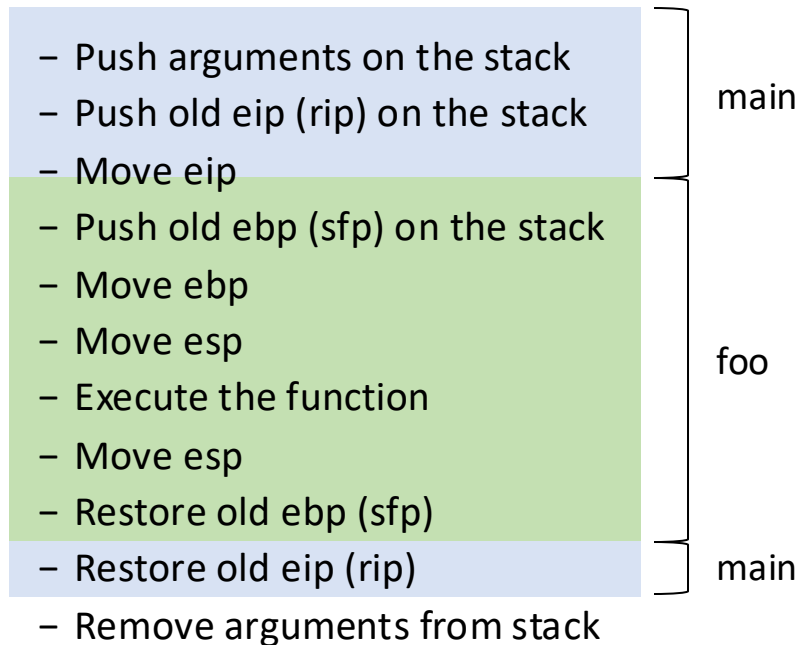 – Push arguments on the stack
– Push old eip (rip) on the stack
main
– Move eip
– Push old ebp (sfp) on the stack
– Move ebp
– Move esp
foo
– Execute the function
– Move esp
– Restore old ebp (sfp)
– Restore old eip (rip)
main
– Remove arguments from stack